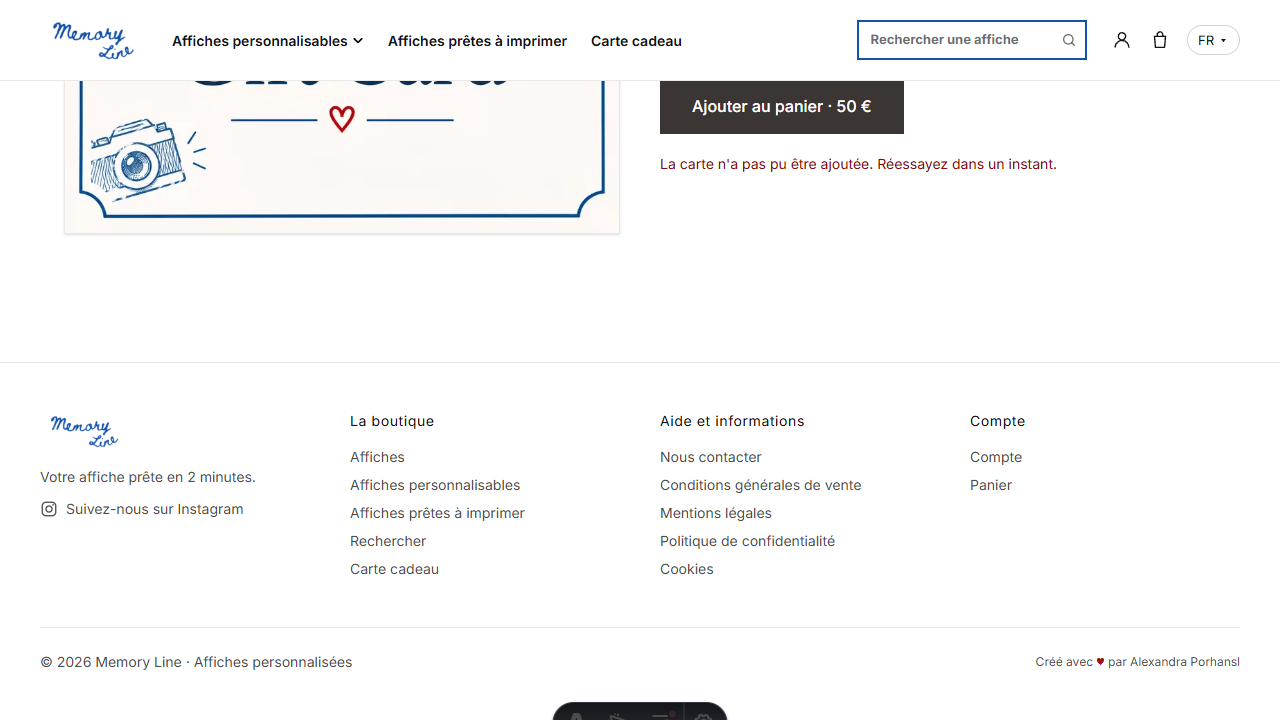 Memory Line
Affiches personnalisables
Affiches prêtes à imprimer
Carte cadeau
Rechercher une affiche
FR
Ajouter au panier · 50 €
La carte n'a pas pu être ajoutée. Réessayez dans un instant.
Memory Line
Votre affiche prête en 2 minutes.
Suivez-nous sur Instagram
La boutique
Affiches
Affiches personnalisables
Affiches prêtes à imprimer
Rechercher
Carte cadeau
Aide et informations
Nous contacter
Conditions générales de vente
Mentions légales
Politique de confidentialité
Cookies
Compte
Compte
Panier
© 2026 Memory Line · Affiches personnalisées
Créé avec ♥ par Alexandra Porhansl